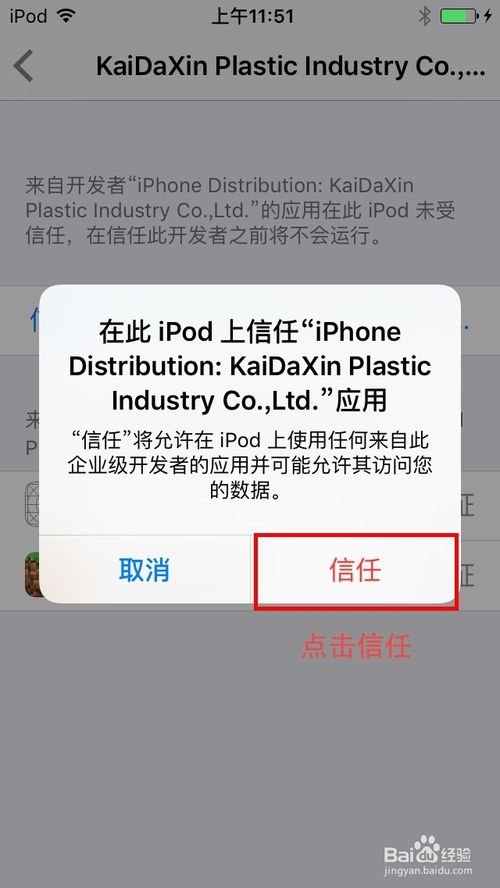 iPod 上午11:51
KaiDaXin Plastic Industry Co.,...
来自开发者“iPhone Distribution: KaiDaXin
Plastic Industry Co.,Ltd.”的应用在此 iPod 未受
信任，在信任此开发者之前将不会运行。
在此 iPod 上信任“iPhone
Distribution: KaiDaXin Plastic
Industry Co.,Ltd.”应用
“信任”将允许在 iPod 上使用任何来自此
企业级开发者的应用并可能允许其访问您
的数据。
取消 信任
点击信任
Baidu经验
jingyan.baidu.com